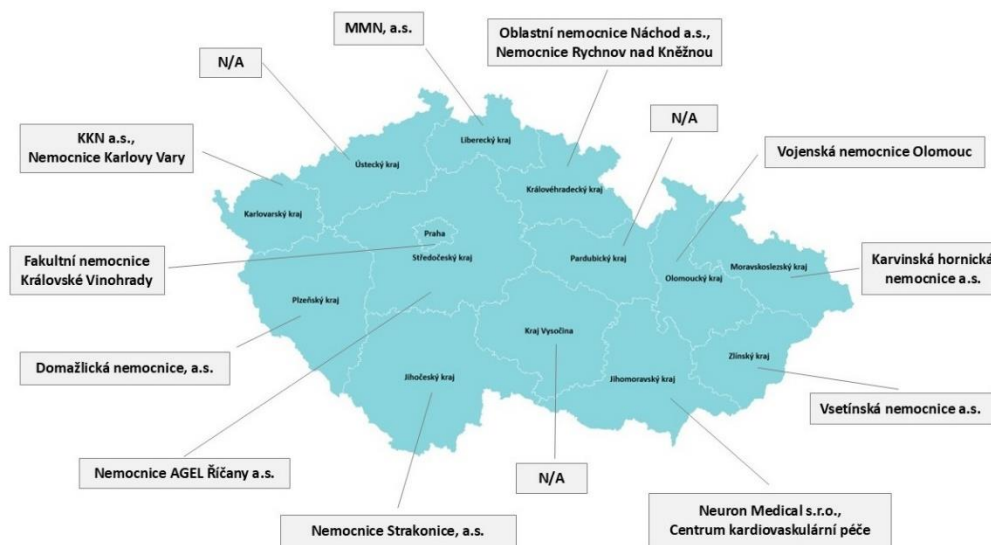 MMN, a.s.
Oblastní nemocnice Náchod a.s.,
Nemocnice Rychnov nad Kněžnou
N/A
N/A
KKN a.s.,
Nemocnice Karlovy Vary
Vojenská nemocnice Olomouc
Liberecký kraj
Ústecký kraj
Královéhradecký kraj
Karlovarský kraj
Praha
Středočeský kraj
Pardubický kraj
Moravskoslezský kraj
Olomoucký kraj
Fakultní nemocnice
Královské Vinohrady
Karvinská hornická
nemocnice a.s.
Plzeňský kraj
Kraj Vysočina
Zlínský kraj
Domažlická nemocnice, a.s.
Jihočeský kraj
Jihomoravský kraj
Vsetínská nemocnice a.s.
Nemocnice AGEL Říčany a.s.
N/A
Nemocnice Strakonice, a.s.
Neuron Medical s.r.o.,
Centrum kardiovaskulární péče